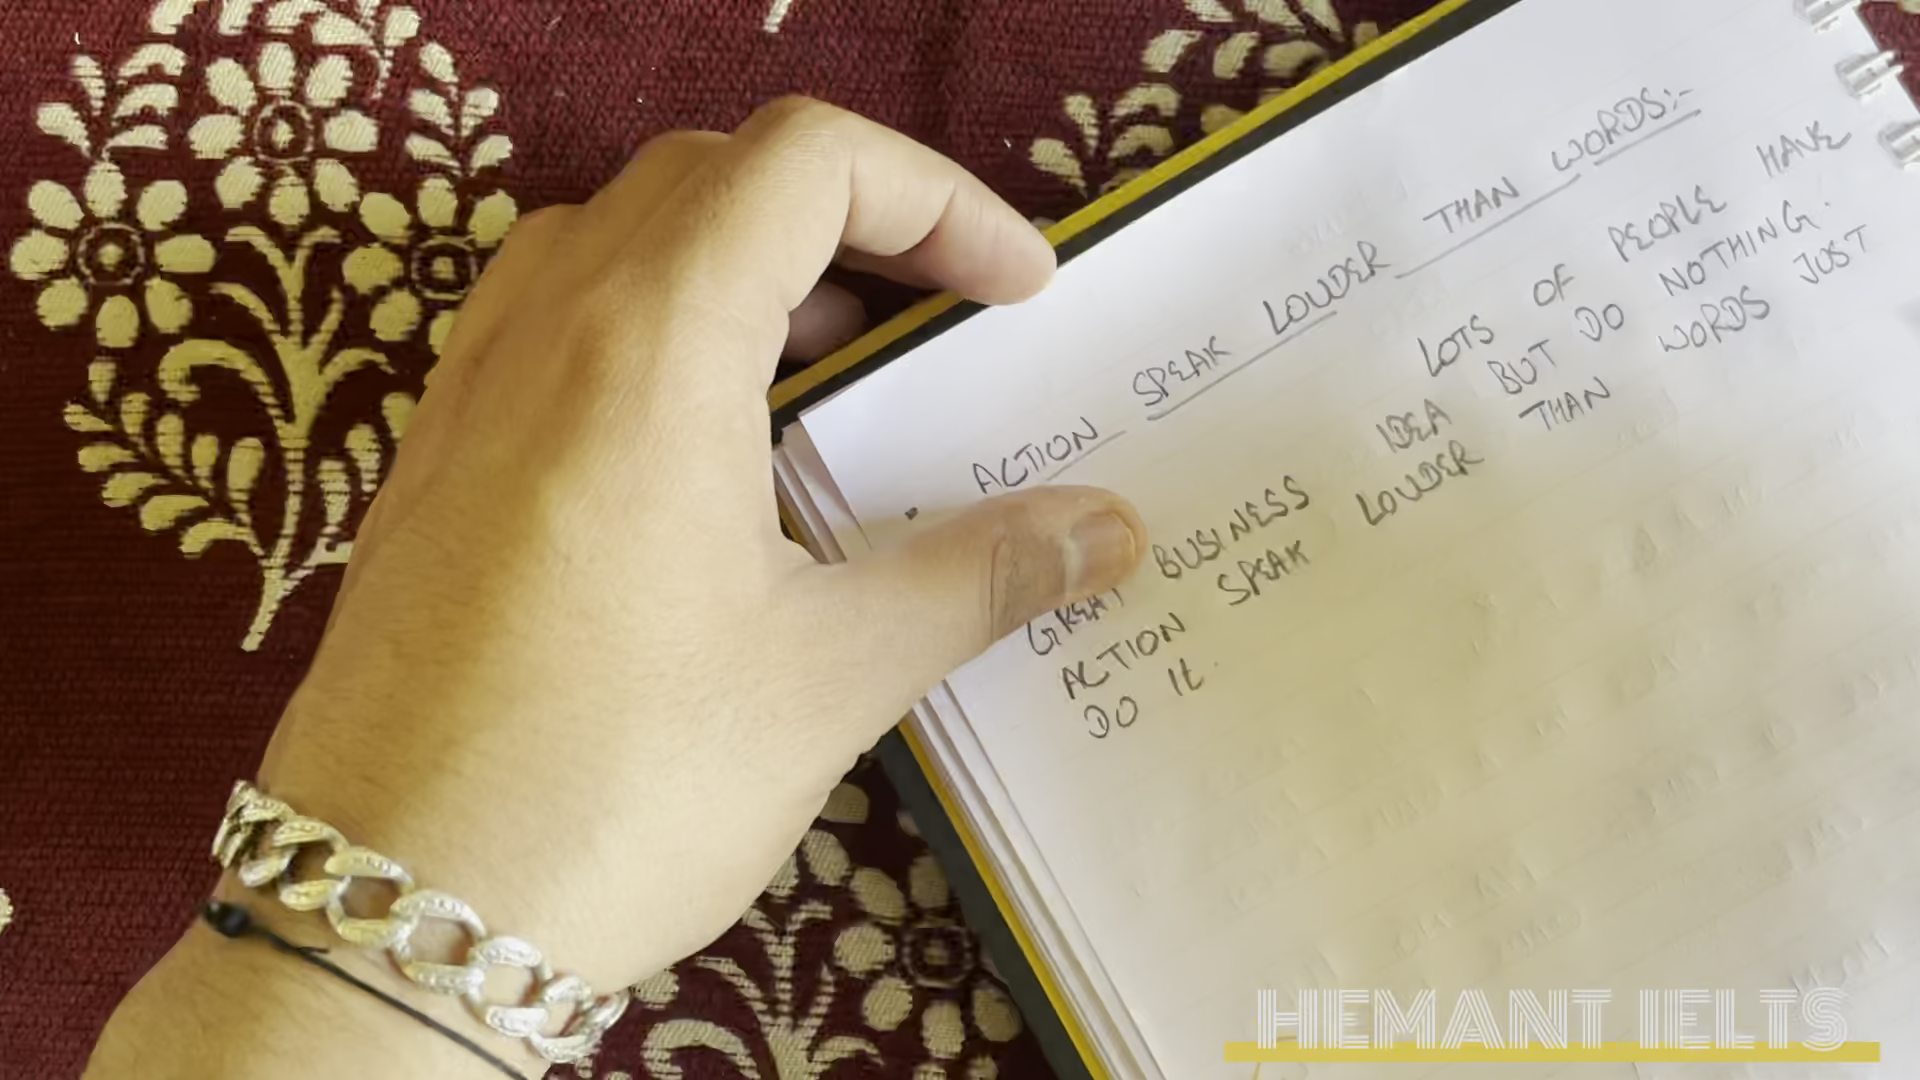 ACTION SPEAK LOUDER THAN WORDS:-
LOTS OF PEOPLE HAVE
GREAT BUSINESS IDEA BUT DO NOTHING.
ACTION SPEAK LOUDER THAN WORDS JUST
DO It.
HEMANT IELTS